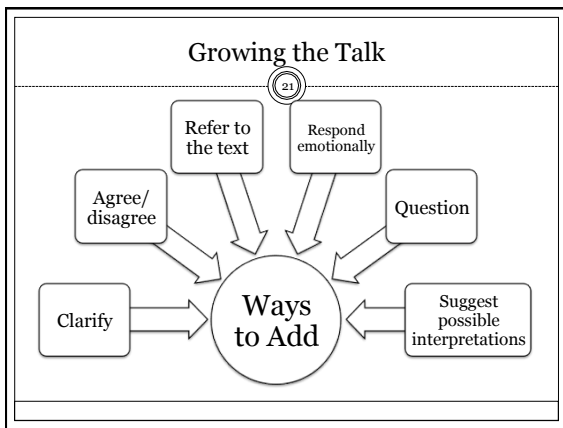 Growing the Talk
21
Refer to
the text
Respond
emotionally
Agree/
disagree
Question
Clarify
Ways
to Add
Suggest
possible
interpretations